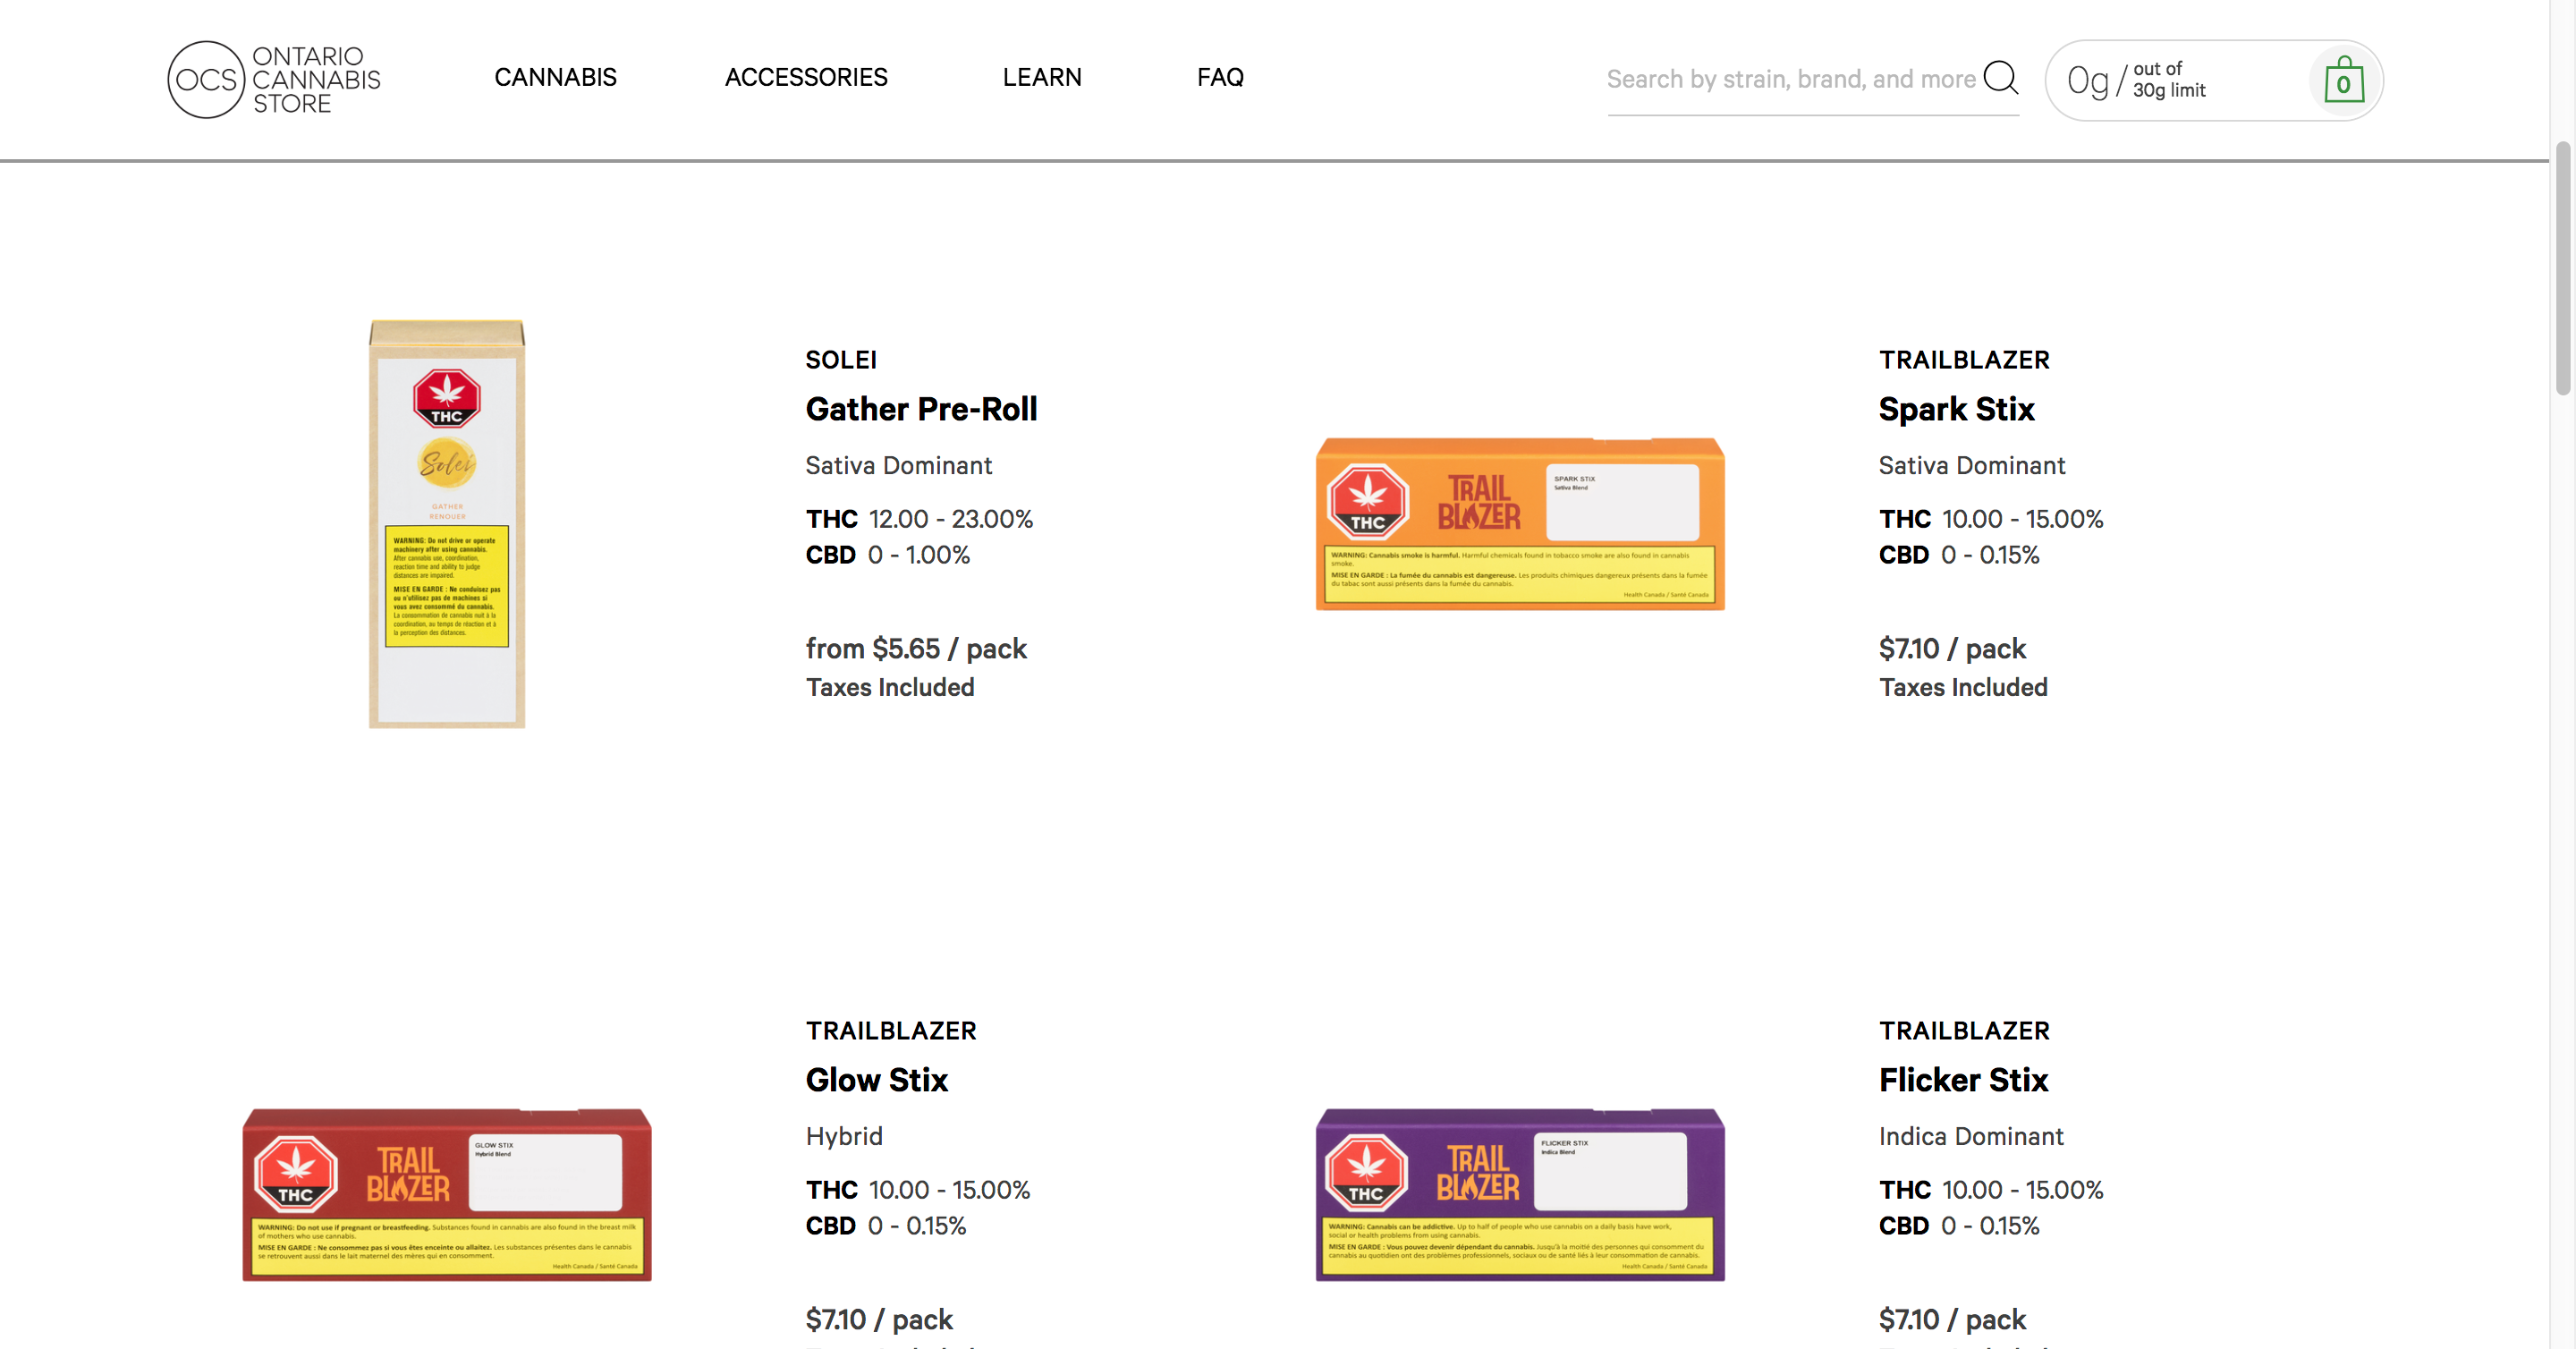 OCS
ONTARIO
CANNABIS
STORE
CANNABIS
ACCESSORIES
LEARN
FAQ
Search by strain, brand, and more
0g / out of
30g limit
0
THC
Solei
GATHER
RENOUER
WARNING: Do not drive or operate
machinery after using cannabis.
After cannabis use, coordination,
reaction time and ability to judge
distances are impaired.
MISE EN GARDE : Ne conduisez pas
ou n'utilisez pas de machines si
vous avez consommé du cannabis.
La consommation de cannabis nuit à la
coordination, au temps de réaction et à
la perception des distances.
SOLEI
Gather Pre-Roll
Sativa Dominant
THC 12.00 - 23.00%
CBD 0 - 1.00%
from $5.65 / pack
Taxes Included
THC
TRAIL
BLAZER
SPARK STIX
Sativa Blend
WARNING: Cannabis smoke is harmful. Harmful chemicals found in tobacco smoke are also found in cannabis
smoke.
MISE EN GARDE : La fumée du cannabis est dangereuse. Les produits chimiques dangereux présents dans la fumée
du tabac sont aussi présents dans la fumée du cannabis.
Health Canada / Santé Canada
TRAILBLAZER
Spark Stix
Sativa Dominant
THC 10.00 - 15.00%
CBD 0 - 0.15%
$7.10 / pack
Taxes Included
THC
TRAIL
BLAZER
GLOW STIX
Hybrid Blend
WARNING: Do not use if pregnant or breastfeeding. Substances found in cannabis are also found in the breast milk
of mothers who use cannabis.
MISE EN GARDE : Ne consommez pas si vous êtes enceinte ou allaitez. Les substances présentes dans le cannabis
se retrouvent aussi dans le lait maternel des mères qui en consomment.
Health Canada / Santé Canada
TRAILBLAZER
Glow Stix
Hybrid
THC 10.00 - 15.00%
CBD 0 - 0.15%
$7.10 / pack
THC
TRAIL
BLAZER
FLICKER STIX
Indica Blend
WARNING: Cannabis can be addictive. Up to half of people who use cannabis on a daily basis have work,
social or health problems from using cannabis.
MISE EN GARDE : Vous pouvez devenir dépendant du cannabis. Jusqu'à la moitié des personnes qui consomment du
cannabis au quotidien ont des problèmes professionnels, sociaux ou de santé liés à leur consommation de cannabis.
Health Canada / Santé Canada
TRAILBLAZER
Flicker Stix
Indica Dominant
THC 10.00 - 15.00%
CBD 0 - 0.15%
$7.10 / pack